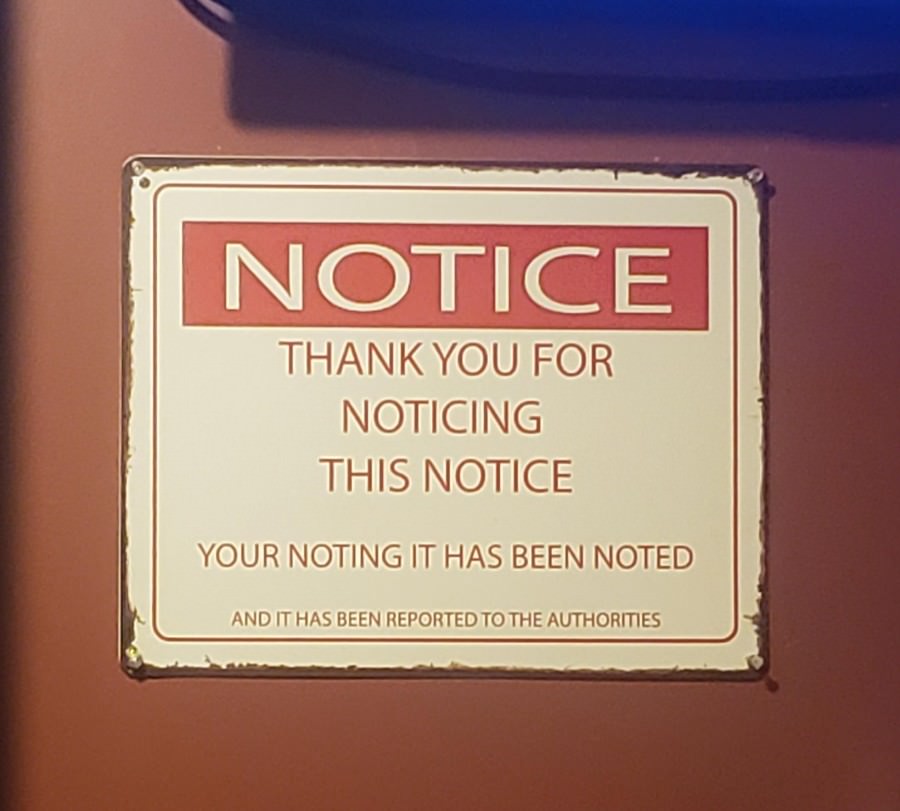 NOTICE
THANK YOU FOR
NOTICING
THIS NOTICE
YOUR NOTING IT HAS BEEN NOTED
AND IT HAS BEEN REPORTED TO THE AUTHORITIES